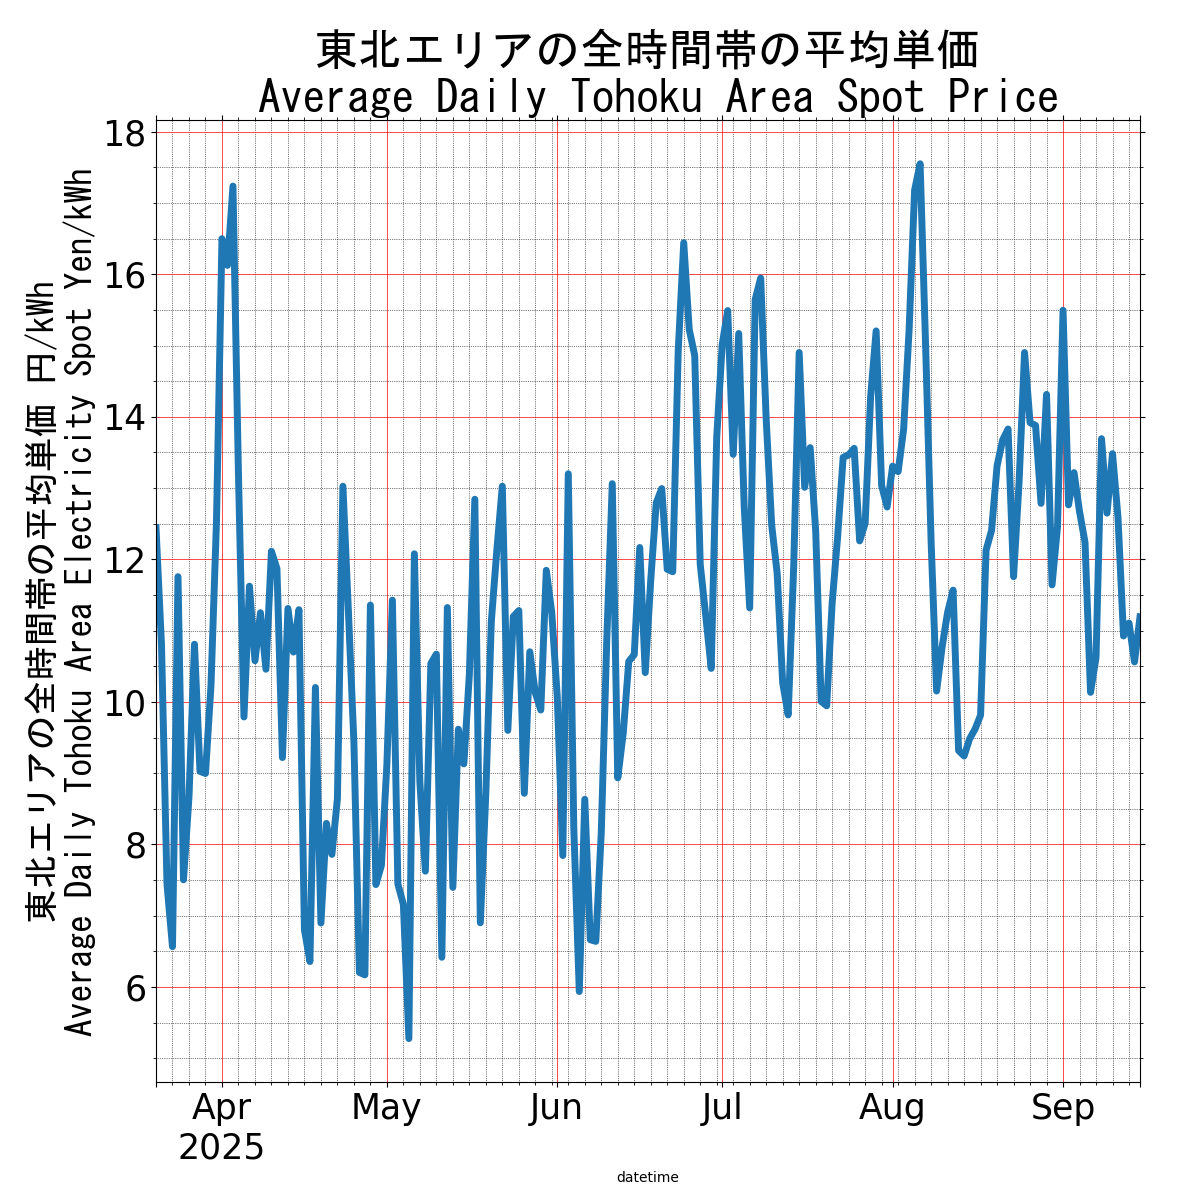 東北エリアの全時間帯の平均単価
Average Daily Tohoku Area Spot Price
東北エリアの全時間帯の平均単価 円/kWh
Average Daily Tohoku Area Electricity Spot Yen/kWh
18
16
14
12
10
8
6
Apr
2025
May
Jun
Jul
Aug
Sep
datetime